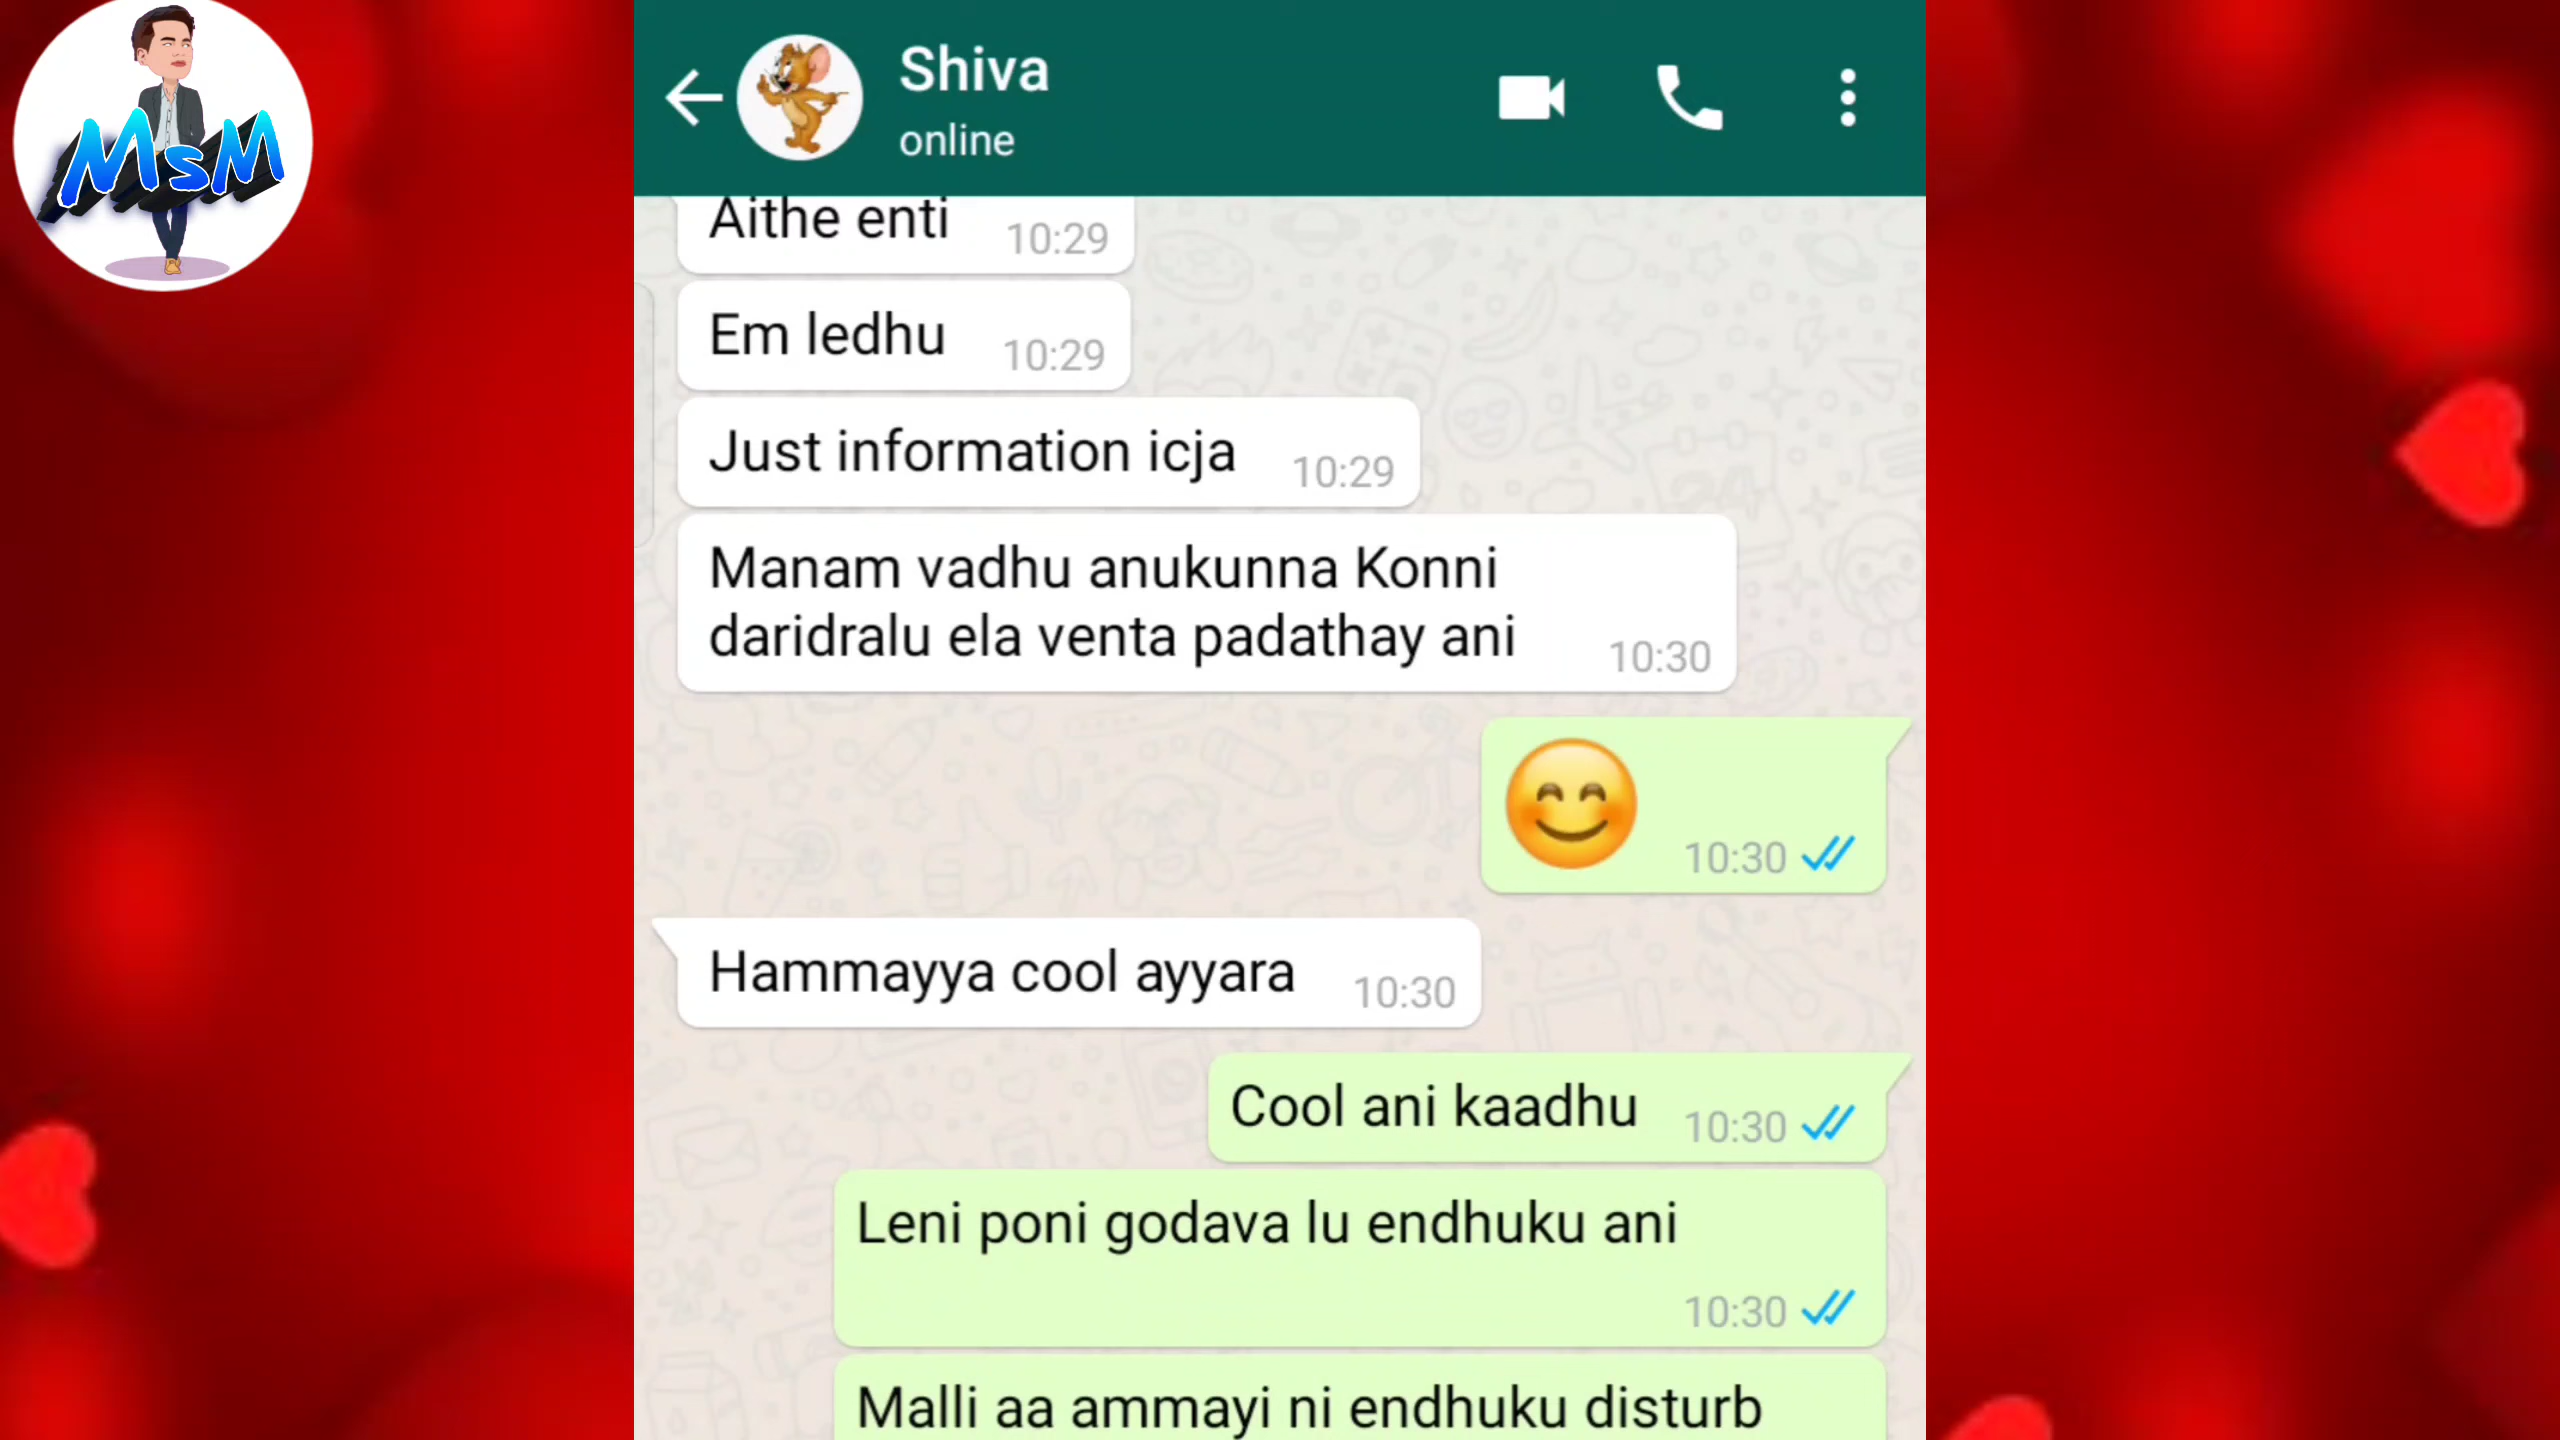 MsM
Shiva
online
Aithe enti 10:29
Em ledhu 10:29
Just information icja 10:29
Manam vadhu anukunna Konni
daridralu ela venta padathay ani 10:30
😊 10:30
Hammayya cool ayyara 10:30
Cool ani kaadhu 10:30
Leni poni godava lu endhuku ani
10:30
Malli aa ammayi ni endhuku disturb